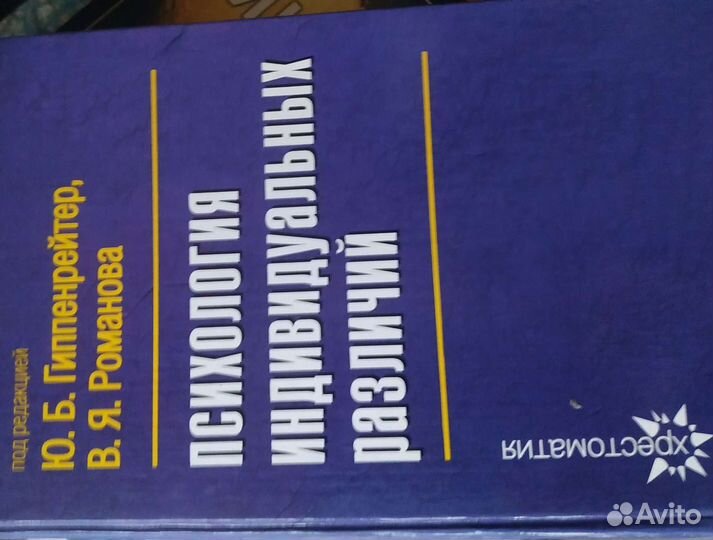 под редакцией
Ю. Б. Гиппенрейтер,
В. Я. Романова
ПСИХОЛОГИЯ
ИНДИВИДУАЛЬНЫХ
РАЗЛИЧИЙ
ХРЕСТОМАТИЯ
Avito